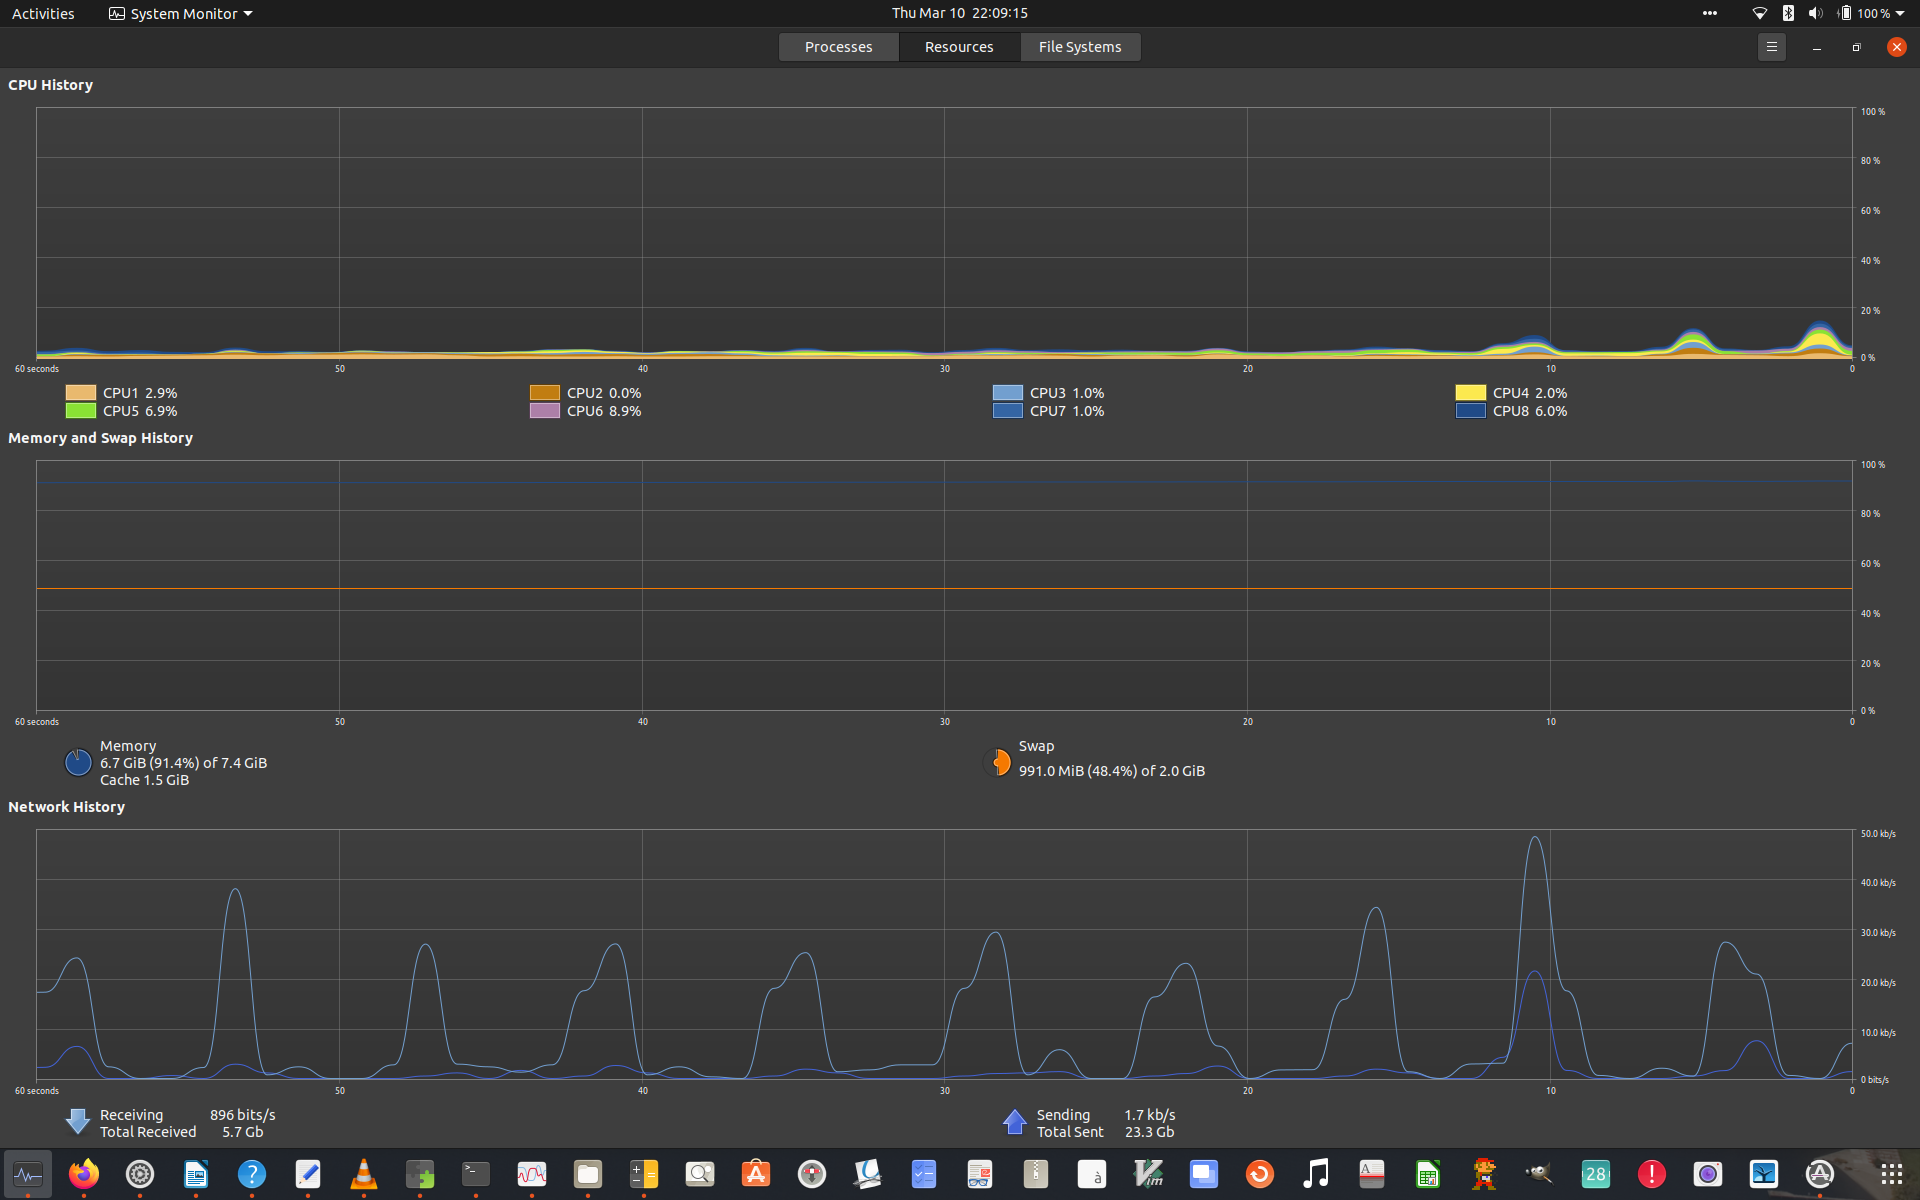 Activities
System Monitor
Thu Mar 10 22:09:15
100 %
Processes
Resources
File Systems
CPU History
100 %
80 %
60 %
40 %
20 %
0 %
60 seconds 50 40 30 20 10 0
CPU1 2.9% CPU2 0.0% CPU3 1.0% CPU4 2.0%
CPU5 6.9% CPU6 8.9% CPU7 1.0% CPU8 6.0%
Memory and Swap History
100 %
80 %
60 %
40 %
20 %
0 %
60 seconds 50 40 30 20 10 0
Memory
6.7 GiB (91.4%) of 7.4 GiB
Cache 1.5 GiB
Swap
991.0 MiB (48.4%) of 2.0 GiB
Network History
50.0 kb/s
40.0 kb/s
30.0 kb/s
20.0 kb/s
10.0 kb/s
0 bits/s
60 seconds 50 40 30 20 10 0
Receiving 896 bits/s
Total Received 5.7 Gb
Sending 1.7 kb/s
Total Sent 23.3 Gb
?
>_
à
Vim
A
28
!